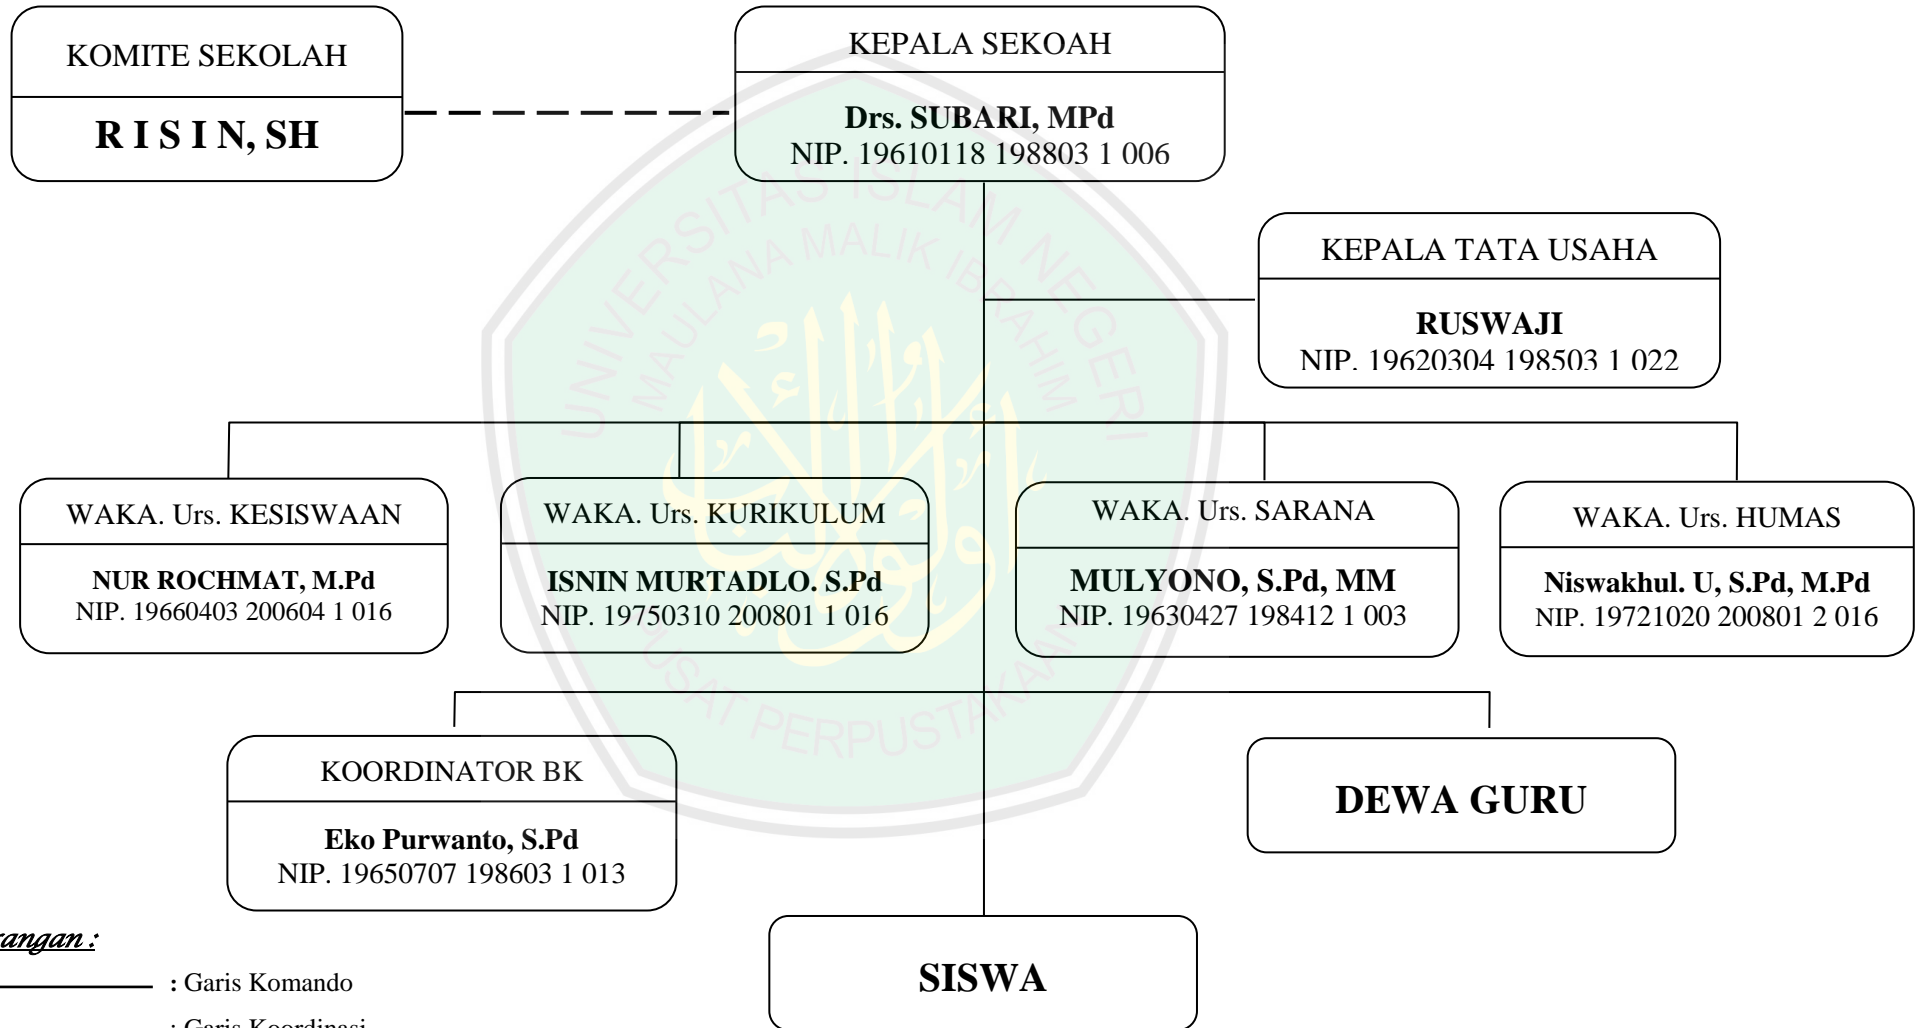 KOMITE SEKOLAH
R I S I N, SH
KEPALA SEKOAH
Drs. SUBARI, MPd
NIP. 19610118 198803 1 006
KEPALA TATA USAHA
RUSWAJI
NIP. 19620304 198503 1 022
WAKA. Urs. KESISWAAN
NUR ROCHMAT, M.Pd
NIP. 19660403 200604 1 016
WAKA. Urs. KURIKULUM
ISNIN MURTADLO. S.Pd
NIP. 19750310 200801 1 016
WAKA. Urs. SARANA
MULYONO, S.Pd, MM
NIP. 19630427 198412 1 003
WAKA. Urs. HUMAS
Niswakhul. U, S.Pd, M.Pd
NIP. 19721020 200801 2 016
KOORDINATOR BK
Eko Purwanto, S.Pd
NIP. 19650707 198603 1 013
DEWA GURU
SISWA
rangan :
: Garis Komando
: Garis Koordinasi
UNIVERSITAS ISLAM NEGERI
MAULANA MALIK IBRAHIM
PUSAT PERPUSTAKAAN